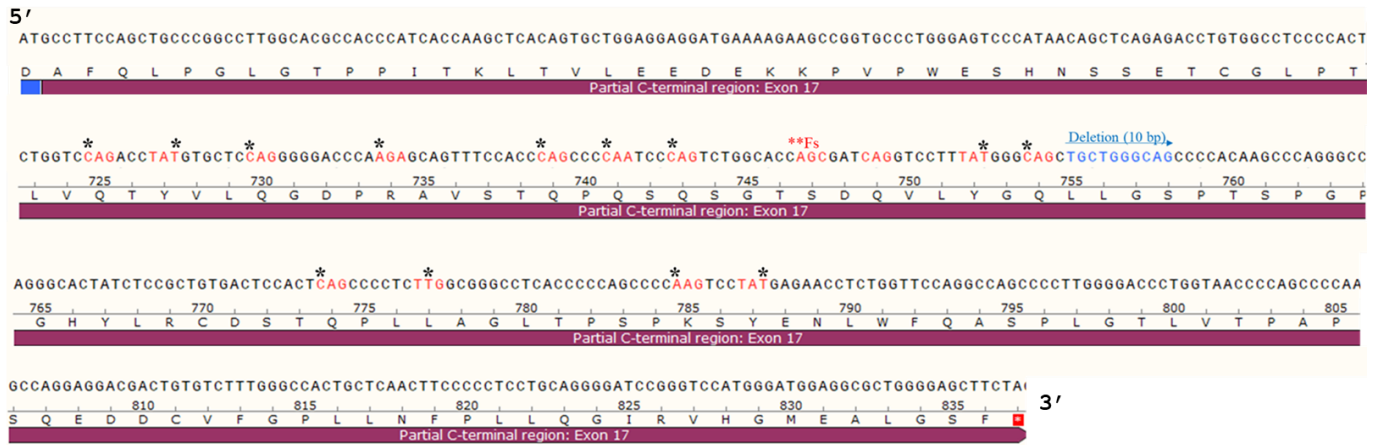 5′
ATGCCTTCCAGCTGCCCGGCCTTGGCACGCCACCCATCACCAAGCTCACAGTGCTGGAGGAGGATGAAAAGAAGCCGGTGCCCTGGGAGTCCCATAACAGCTCAGAGACCTGTGGCCTCCCCACT
D A F Q L P G L G T P P I T K L T V L E E D E K K P V P W E S H N S S E T C G L P T
Partial C-terminal region: Exon 17
* * * * * * * **Fs * * Deletion (10 bp)
CTGGTCCAGACCTATGTGCTCCAGGGGGACCCAAGAGCAGTTTCCACCCAGCCCCAATCCCAGTCTGGCACCAGCGATCAGGTCCTTTATGGGCAGCTGCTGGGCAGCCCCACAAGCCCAGGGCC
725 730 735 740 745 750 755 760
L V Q T Y V L Q G D P R A V S T Q P Q S Q S G T S D Q V L Y G Q L L G S P T S P G P
Partial C-terminal region: Exon 17
* * * *
AGGGCACTATCTCCGCTGTGACTCCACTCAGCCCCTCTTGGCGGGCCTCACCCCCAGCCCCAAGTCCTATGAGAACCTCTGGTTCCAGGCCAGCCCCTTGGGGACCCTGGTAACCCCAGCCCCAA
765 770 775 780 785 790 795 800 805
G H Y L R C D S T Q P L L A G L T P S P K S Y E N L W F Q A S P L G T L V T P A P
Partial C-terminal region: Exon 17
GCCAGGAGGACGACTGTGTCTTTGGGCCACTGCTCAACTTCCCCCTCCTGCAGGGGATCCGGGTCCATGGGATGGAGGCGCTGGGGAGCTTCTAG 3′
810 815 820 825 830 835
S Q E D D C V F G P L L N F P L L Q G I R V H G M E A L G S F *
Partial C-terminal region: Exon 17